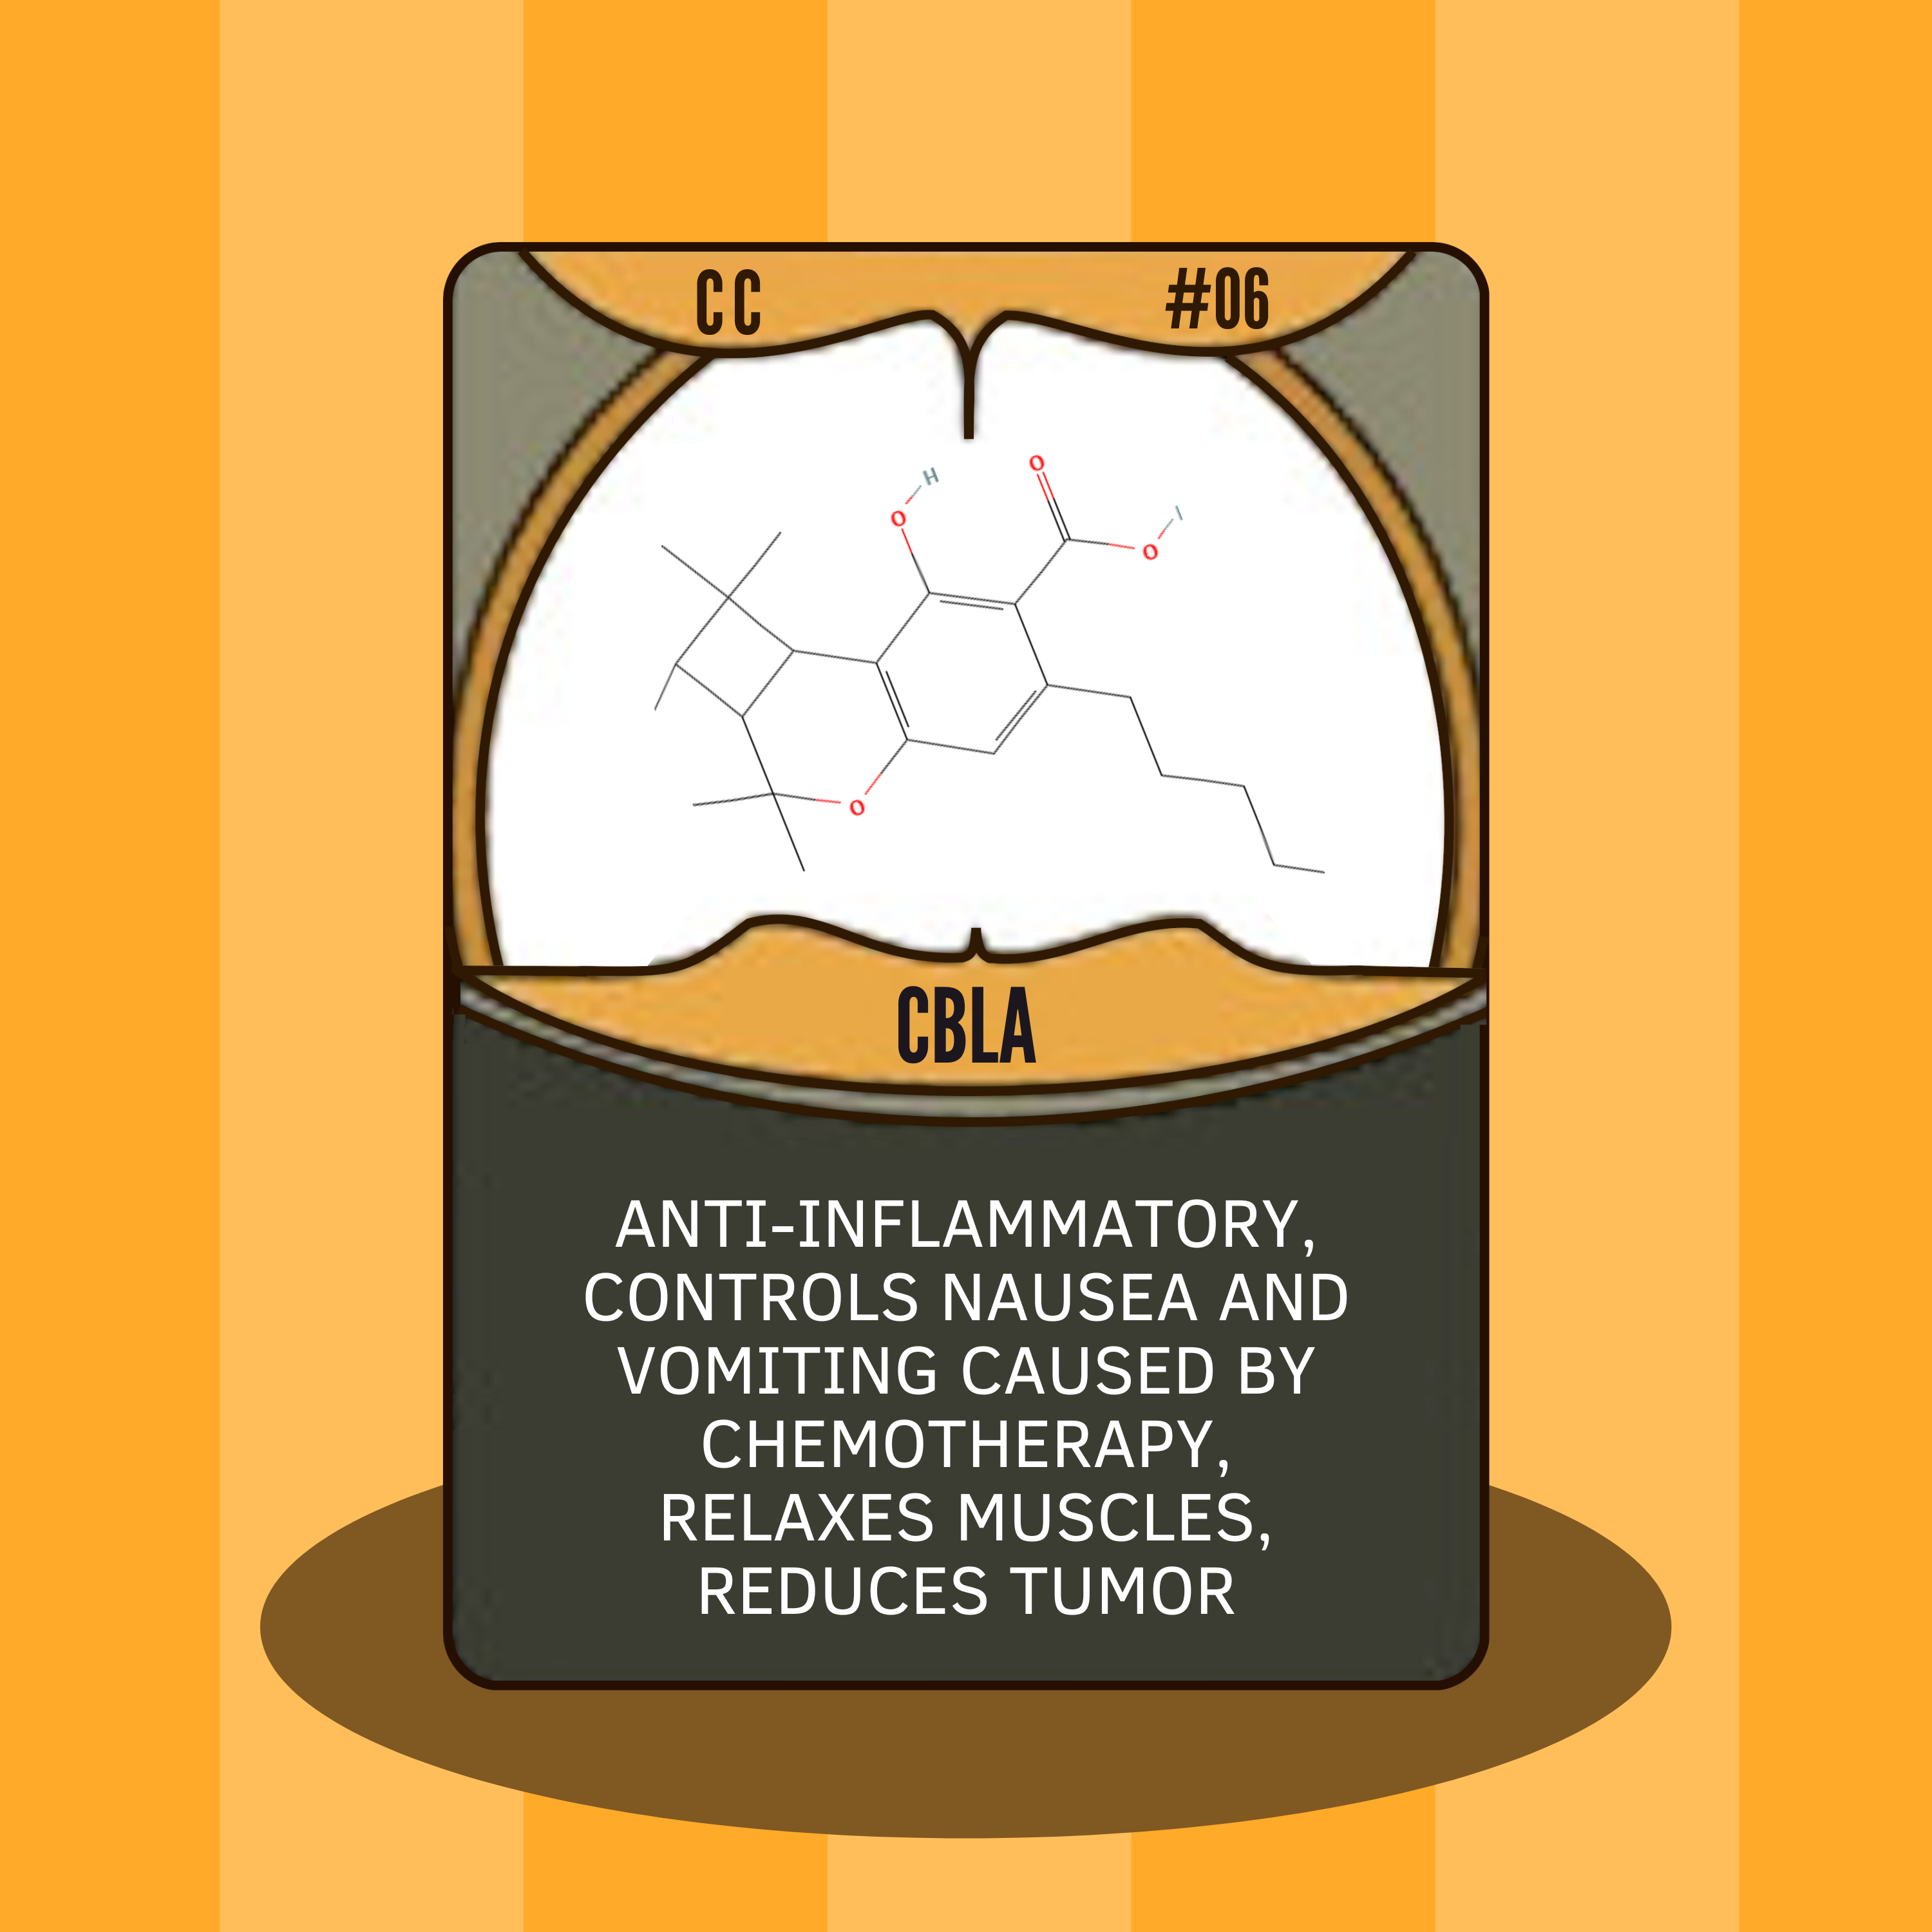 CC #06
H
O
O
O
I
O
CBLA
ANTI-INFLAMMATORY,
CONTROLS NAUSEA AND
VOMITING CAUSED BY
CHEMOTHERAPY,
RELAXES MUSCLES,
REDUCES TUMOR